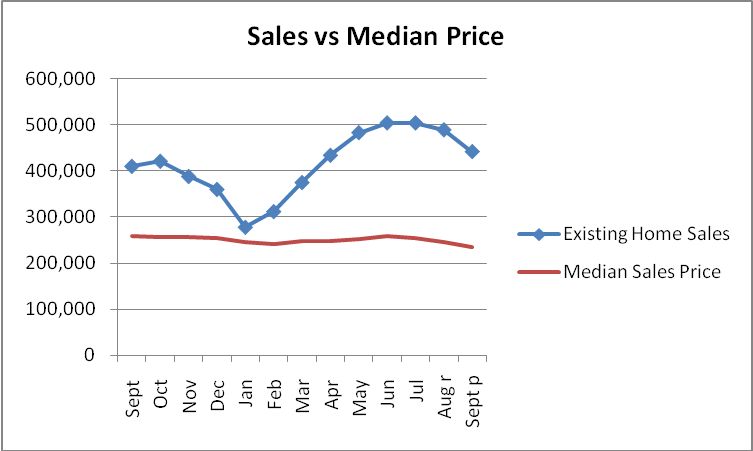 Sales vs Median Price
600,000
500,000
400,000
300,000
200,000
100,000
0
Sept
Oct
Nov
Dec
Jan
Feb
Mar
Apr
May
Jun
Jul
Aug r
Sept p
Existing Home Sales
Median Sales Price